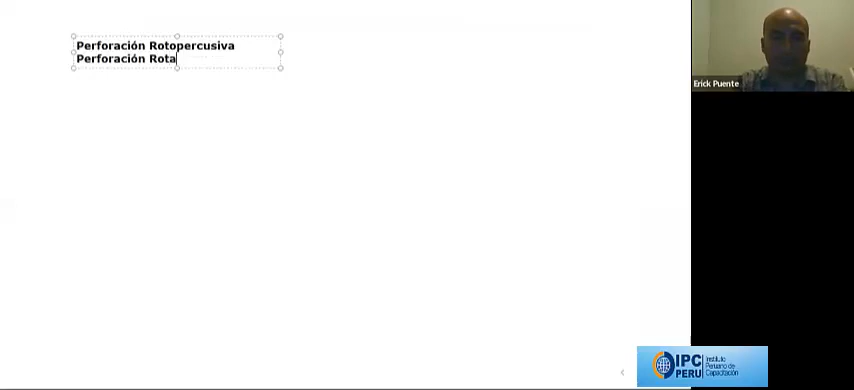 Perforación Rotopercusiva
Perforación Rota
Erick Puente
IPC
PERU
Instituto
Peruano de
Capacitación